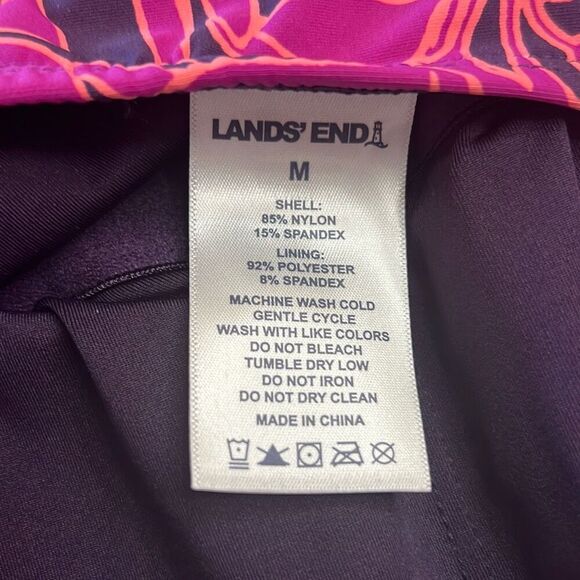 LANDS' END
M
SHELL:
85% NYLON
15% SPANDEX
LINING:
92% POLYESTER
8% SPANDEX
MACHINE WASH COLD
GENTLE CYCLE
WASH WITH LIKE COLORS
DO NOT BLEACH
TUMBLE DRY LOW
DO NOT IRON
DO NOT DRY CLEAN
MADE IN CHINA